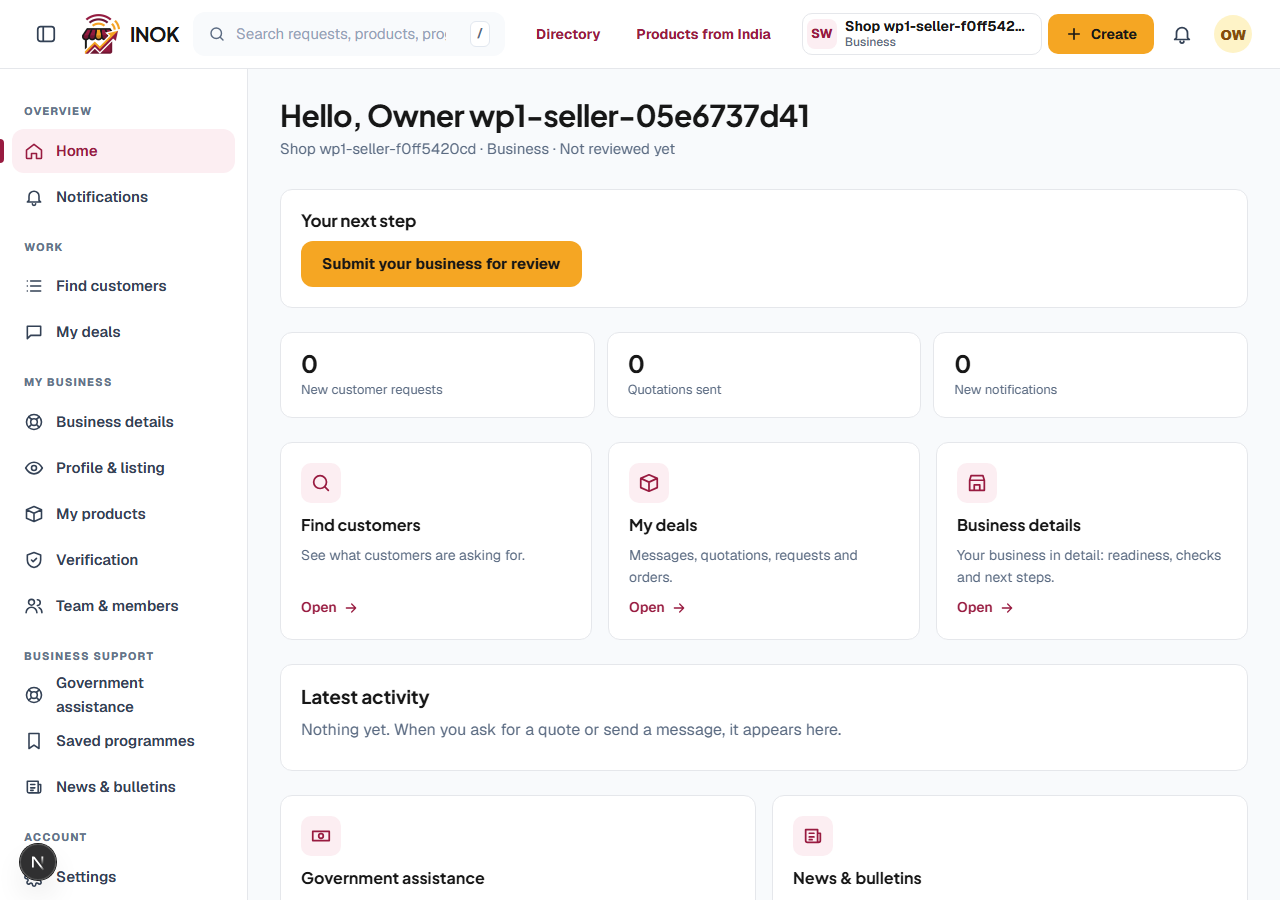 INOK
Search requests, products, pro
/
Directory
Products from India
SW
Shop wp1-seller-f0ff542...
Business
Create
OW
OVERVIEW
Home
Notifications
WORK
Find customers
My deals
MY BUSINESS
Business details
Profile & listing
My products
Verification
Team & members
BUSINESS SUPPORT
Government
assistance
Saved programmes
News & bulletins
ACCOUNT
N
Settings
Hello, Owner wp1-seller-05e6737d41
Shop wp1-seller-f0ff5420cd · Business · Not reviewed yet
Your next step
Submit your business for review
0
New customer requests
0
Quotations sent
0
New notifications
Find customers
See what customers are asking for.
Open →
My deals
Messages, quotations, requests and
orders.
Open →
Business details
Your business in detail: readiness, checks
and next steps.
Open →
Latest activity
Nothing yet. When you ask for a quote or send a message, it appears here.
Government assistance
News & bulletins